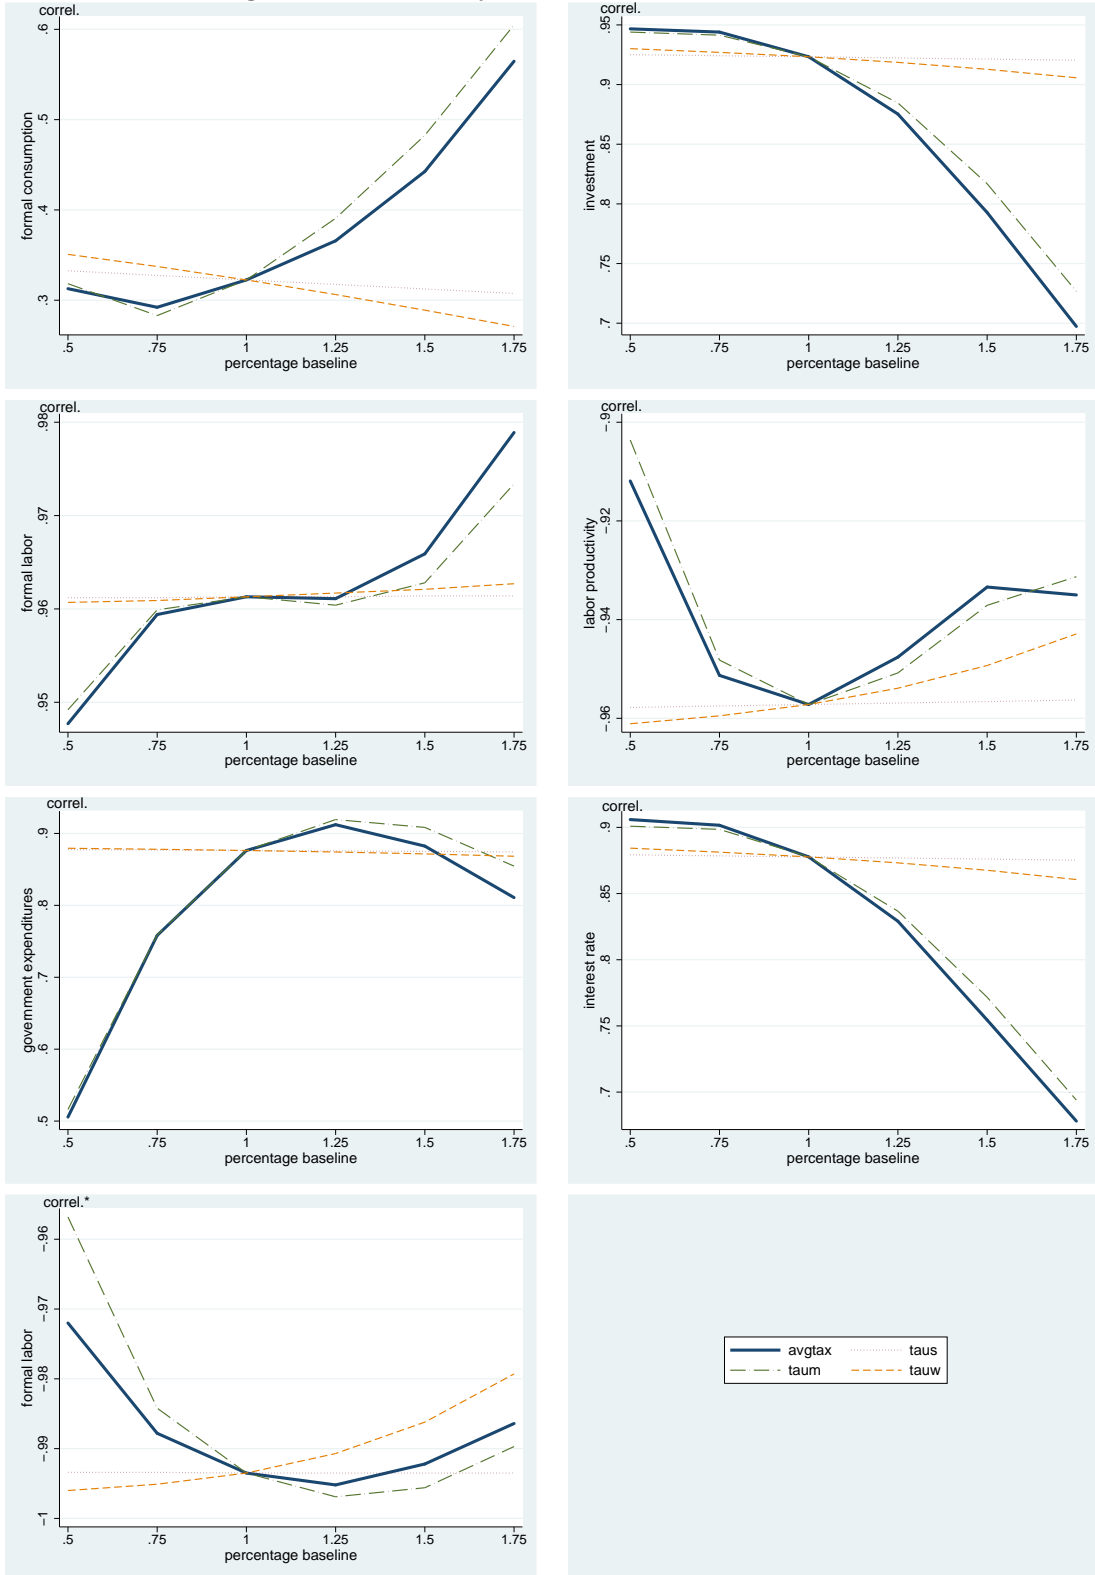 correl.
formal consumption
.6
.5
.4
.3
.5 .75 1 1.25 1.5 1.75
percentage baseline
correl.
investment
.95
.9
.85
.8
.75
.7
.5 .75 1 1.25 1.5 1.75
percentage baseline
correl.
formal labor
.98
.97
.96
.95
.5 .75 1 1.25 1.5 1.75
percentage baseline
correl.
labor productivity
-.9
-.92
-.94
-.96
.5 .75 1 1.25 1.5 1.75
percentage baseline
correl.
government expenditures
.9
.8
.7
.6
.5
.5 .75 1 1.25 1.5 1.75
percentage baseline
correl.
interest rate
.9
.85
.8
.75
.7
.5 .75 1 1.25 1.5 1.75
percentage baseline
correl.*
formal labor
-.96
-.97
-.98
-.99
-1
.5 .75 1 1.25 1.5 1.75
percentage baseline
avgtax taus
taum tauw